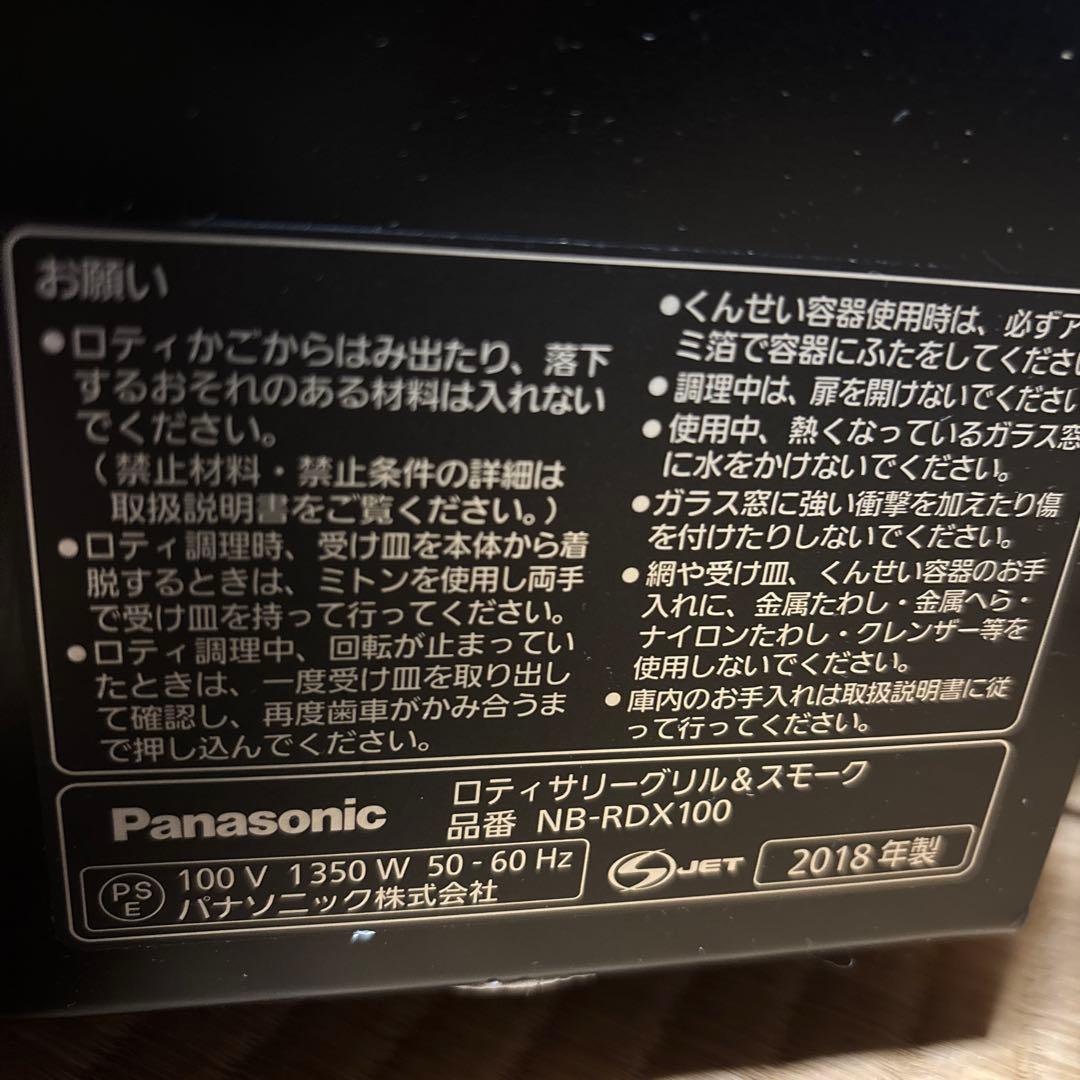 お願い
●ロティかごからはみ出たり、落下
するおそれのある材料は入れない
でください。
(禁止材料・禁止条件の詳細は
取扱説明書をご覧ください。)
●ロティ調理時、受け皿を本体から着
脱するときは、ミトンを使用し両手
で受け皿を持って行ってください。
●ロティ調理中、回転が止まってい
たときは、一度受け皿を取り出し
て確認し、再度歯車がかみ合うま
で押し込んでください。
●くんせい容器使用時は、必ずア
ミ箔で容器にふたをしてくださ
●調理中は、扉を開けないでください
●使用中、熱くなっているガラス窓
に水をかけないでください。
●ガラス窓に強い衝撃を加えたり傷
を付けたりしないでください。
●網や受け皿、くんせい容器のお手
入れに、金属たわし・金属へら・
ナイロンたわし・クレンザー等を
使用しないでください。
●庫内のお手入れは取扱説明書に従
って行ってください。
Panasonic
ロティサリーグリル&スモーク
品番 NB-RDX100
PS
E
100 V 1350 W 50-60 Hz
パナソニック株式会社
S JET
2018年製